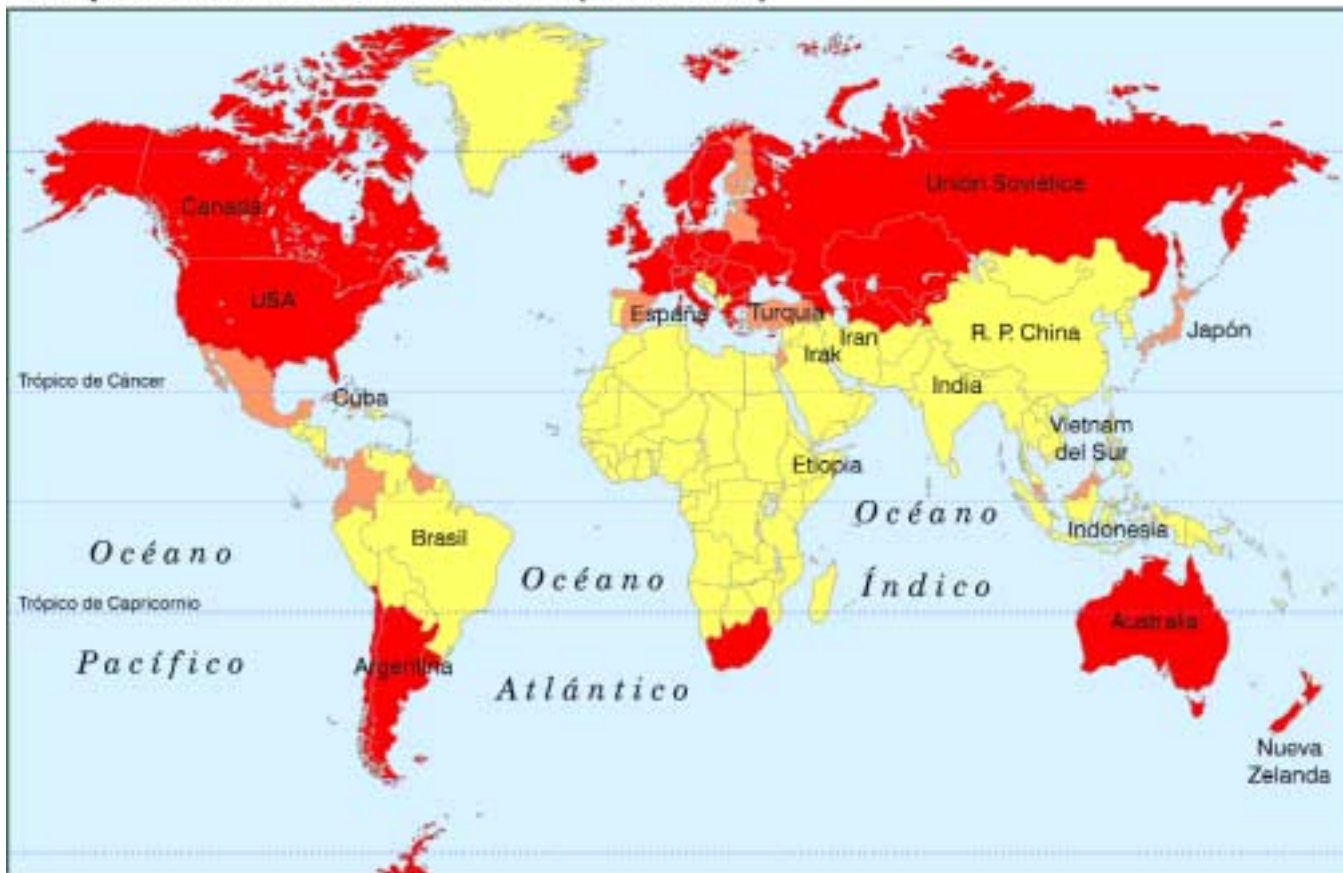 Unión Soviética
Canada
USA
España
Turquia
Iran
Irak
R. P. China
Japón
Trópico de Cáncer
Cuba
India
Vietnam
del Sur
Etiopia
Océano
Indonesia
Brasil
Océano
Océano
Índico
Trópico de Capricornio
Australia
Pacífico
Argentina
Atlántico
Nueva
Zelanda